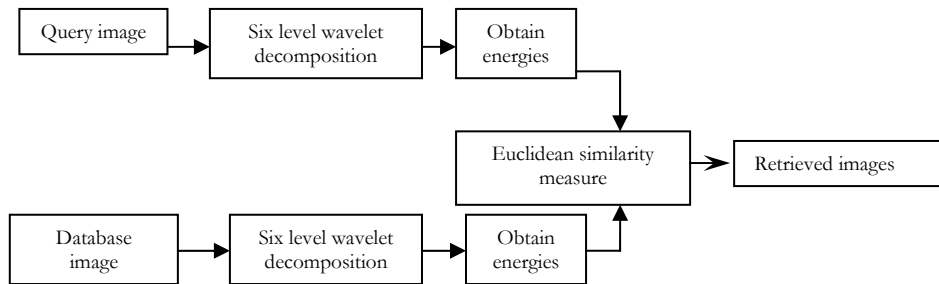 Query image
Six level wavelet
decomposition
Obtain
energies
Euclidean similarity
measure
Retrieved images
Database
image
Six level wavelet
decomposition
Obtain
energies